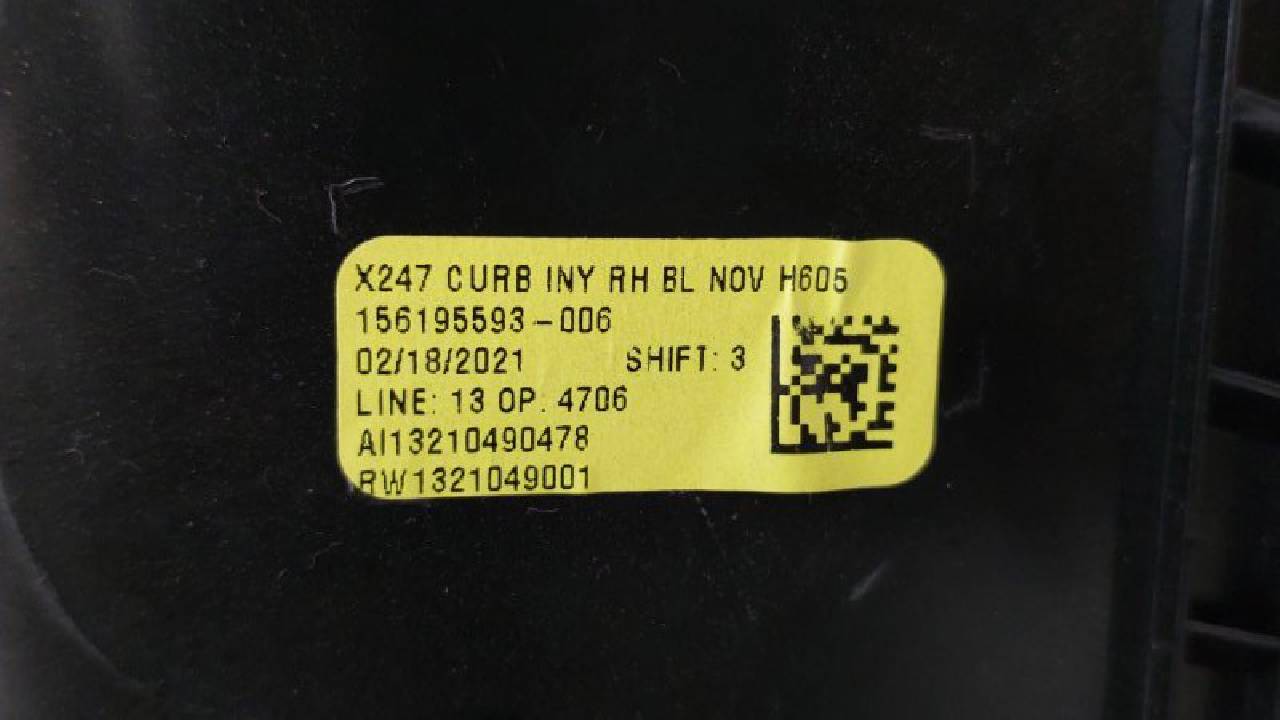 X247 CURB INY RH BL NOV H605
156195593-006
02/18/2021 SHIFT: 3
LINE: 13 OP. 4706
AI13210490478
RW1321049001